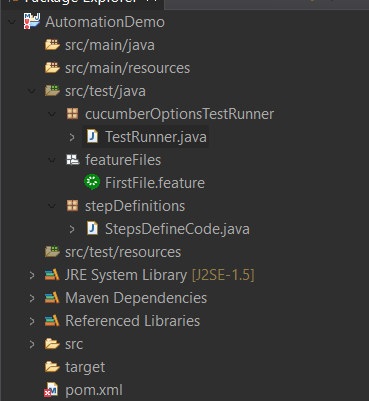 Package Explorer
AutomationDemo
src/main/java
src/main/resources
src/test/java
cucumberOptionsTestRunner
TestRunner.java
featureFiles
FirstFile.feature
stepDefinitions
StepsDefineCode.java
src/test/resources
JRE System Library [J2SE-1.5]
Maven Dependencies
Referenced Libraries
src
target
pom.xml